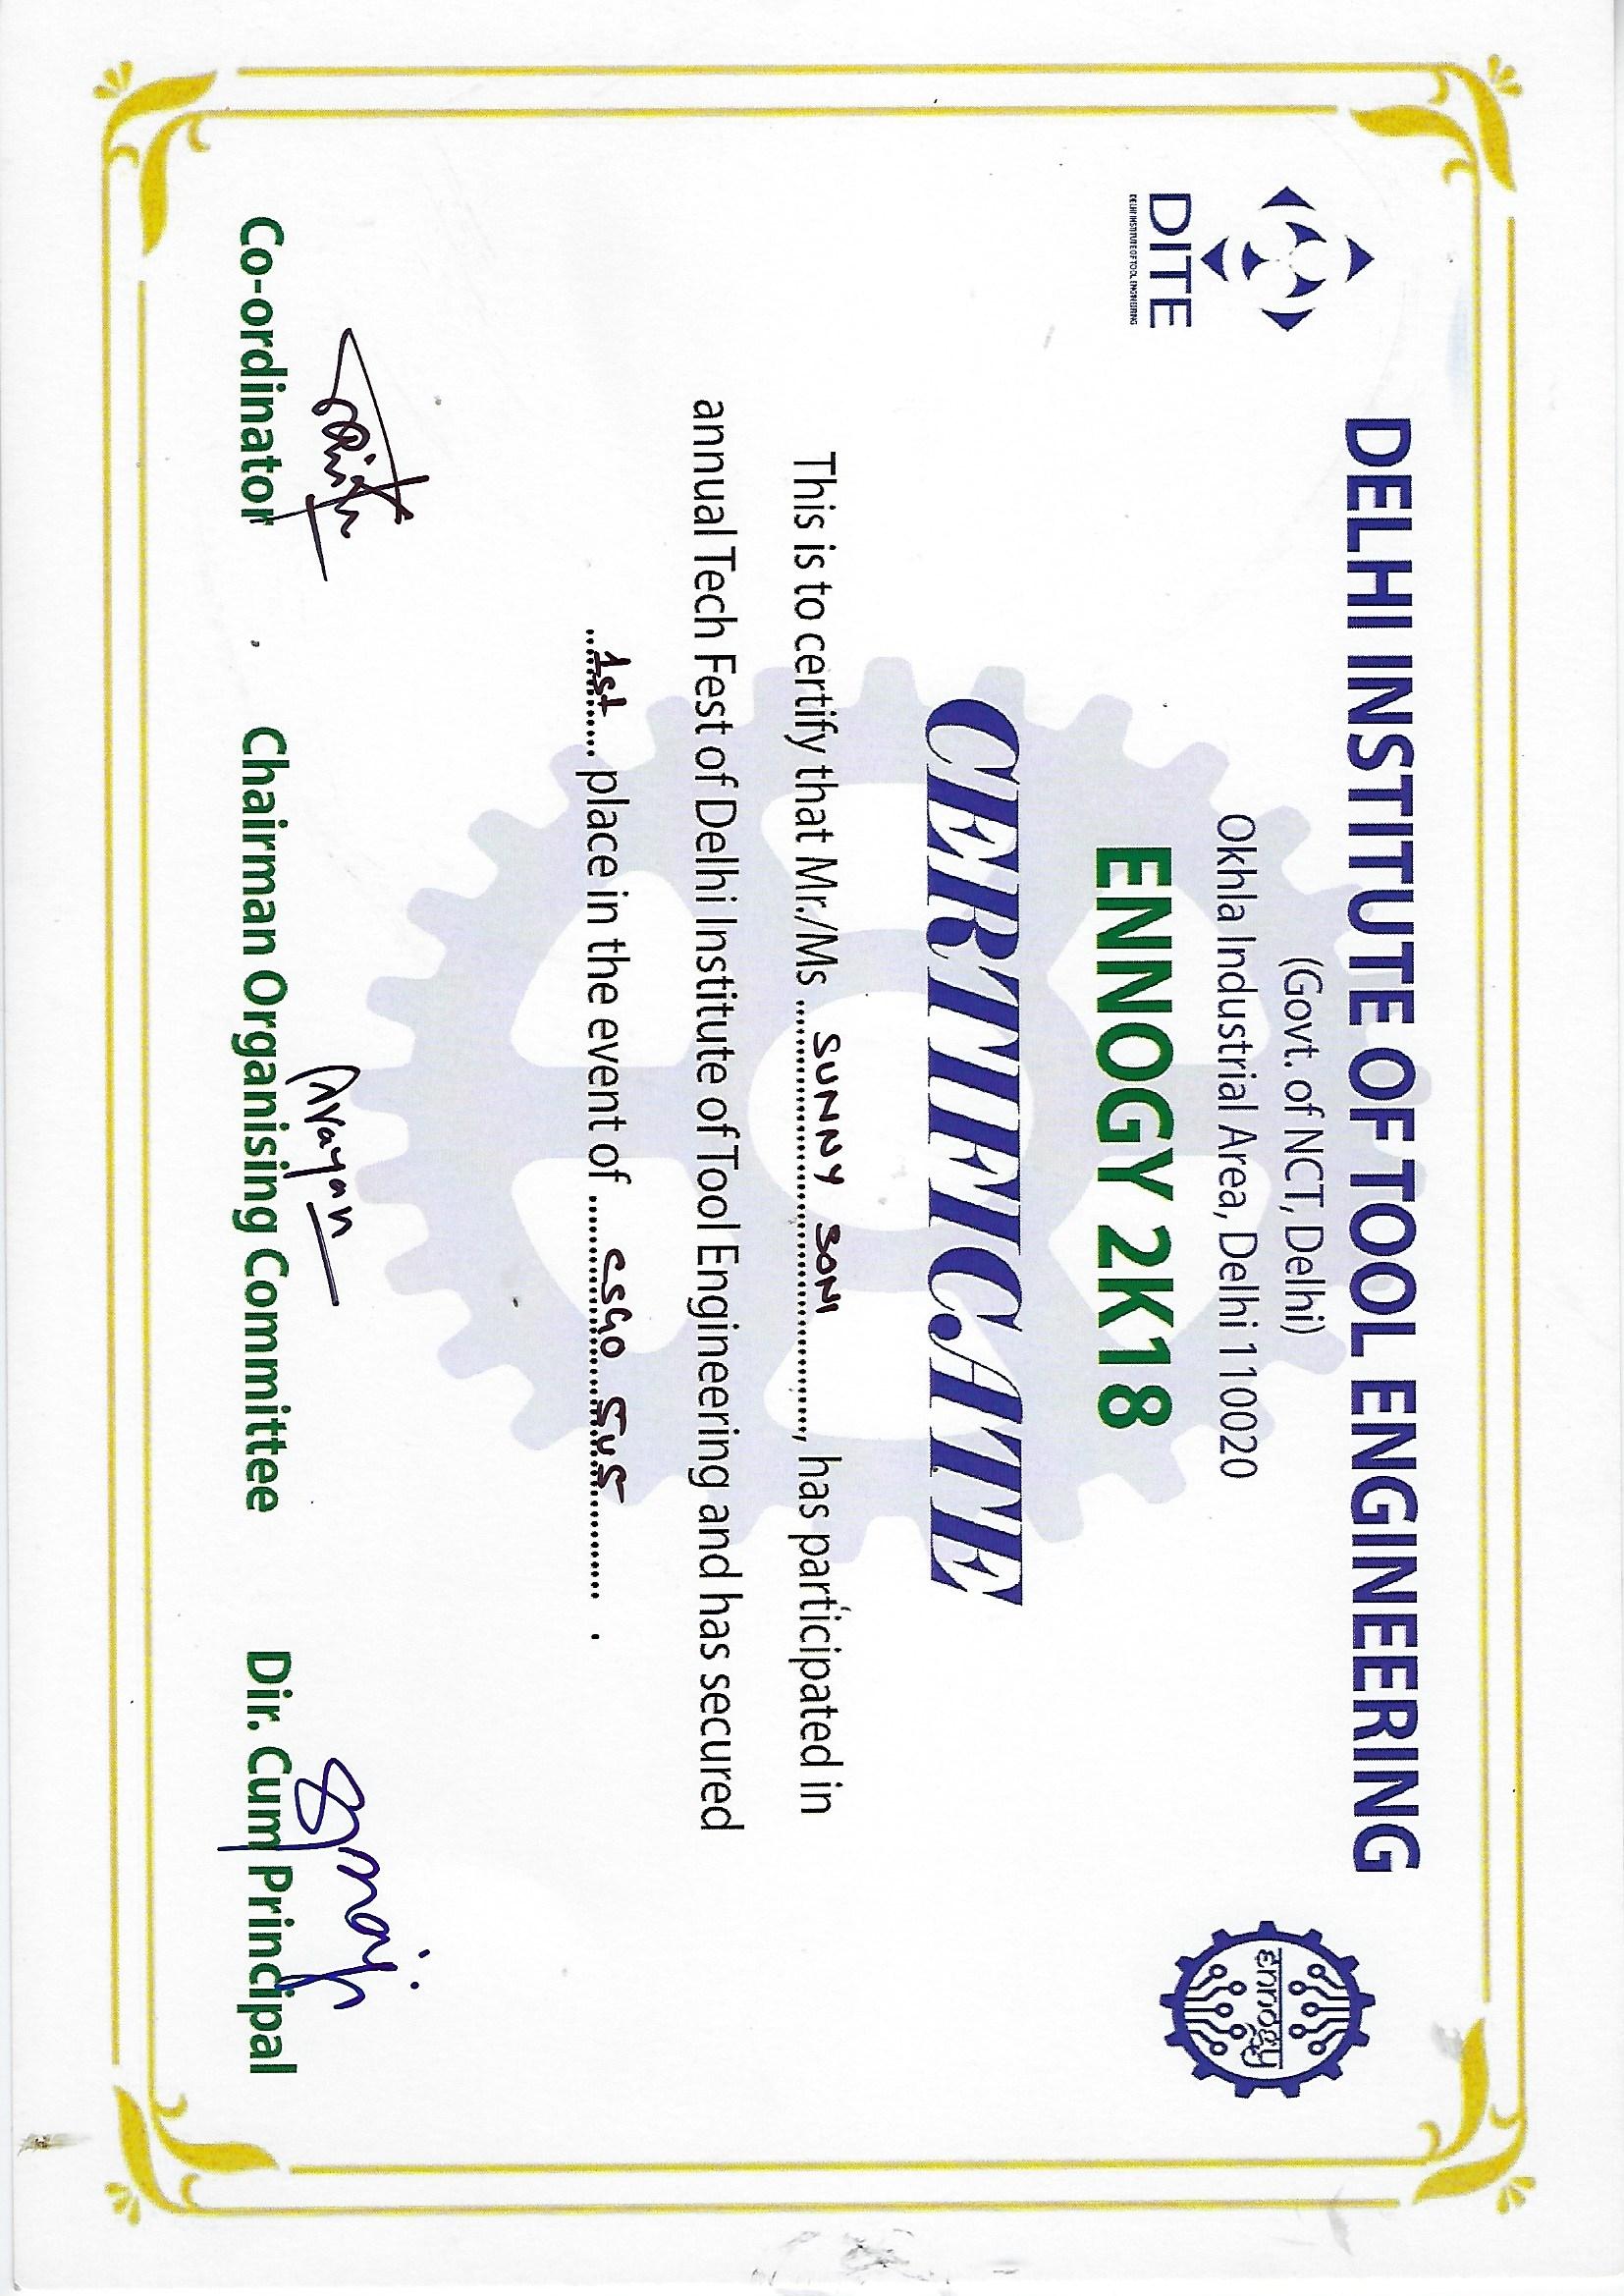 DELHI INSTITUTE OF TOOL ENGINEERING
(Govt. of NCT, Delhi)
Okhla Industrial Area, Delhi 110020
DITE
DELHI INSTITUTE OF TOOL ENGINEERING
ennogy
ENNOGY 2K18
CERTIFICATE
This is to certify that Mr./Ms SUNNY SONI, has participated in
annual Tech Fest of Delhi Institute of Tool Engineering and has secured
1st place in the event of CSGO 5v5 .
Co-ordinator
Chairman Organising Committee
Dir. Cum Principal